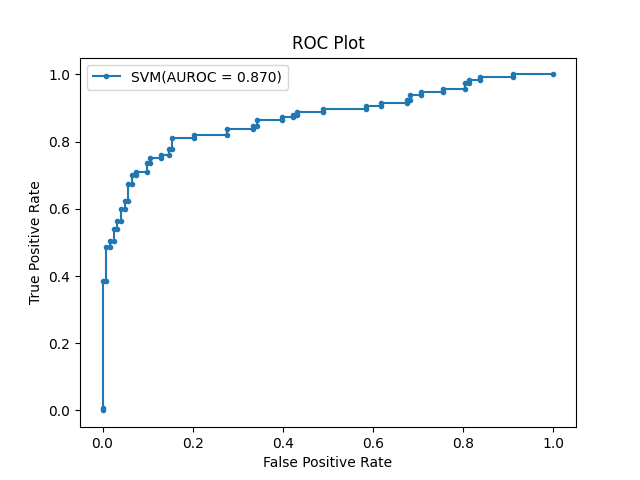 ROC Plot
SVM(AUROC = 0.870)
True Positive Rate
1.0
0.8
0.6
0.4
0.2
0.0
0.0 0.2 0.4 0.6 0.8 1.0
False Positive Rate